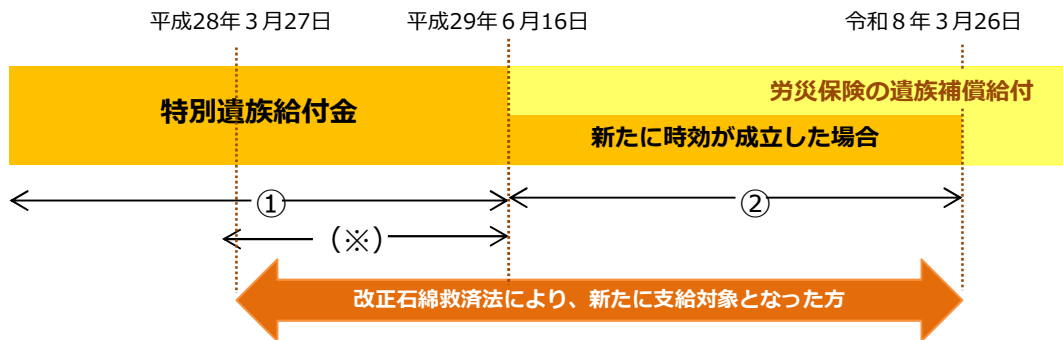 平成28年３月27日
平成29年６月16日
令和８年３月26日
特別遺族給付金
労災保険の遺族補償給付
新たに時効が成立した場合
①
②
（※）
改正石綿救済法により、新たに支給対象となった方